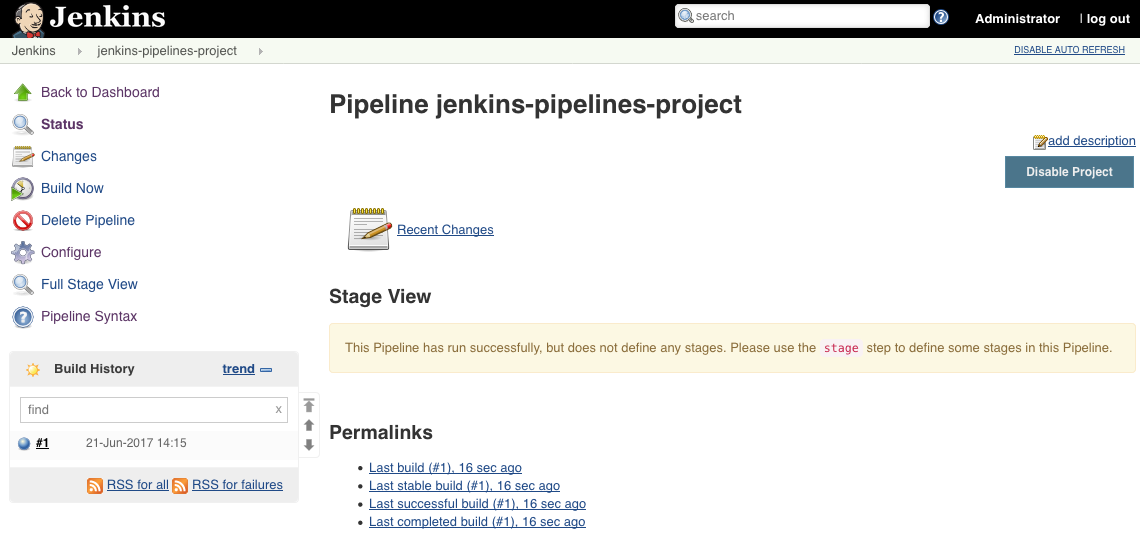 Jenkins
search
Administrator
| log out
Jenkins
jenkins-pipelines-project
DISABLE AUTO REFRESH
Back to Dashboard
Status
Changes
Build Now
Delete Pipeline
Configure
Full Stage View
Pipeline Syntax
Build History
trend
find
x
#1
21-Jun-2017 14:15
RSS for all
RSS for failures
Pipeline jenkins-pipelines-project
add description
Disable Project
Recent Changes
Stage View
This Pipeline has run successfully, but does not define any stages. Please use the stage step to define some stages in this Pipeline.
Permalinks
Last build (#1), 16 sec ago
Last stable build (#1), 16 sec ago
Last successful build (#1), 16 sec ago
Last completed build (#1), 16 sec ago